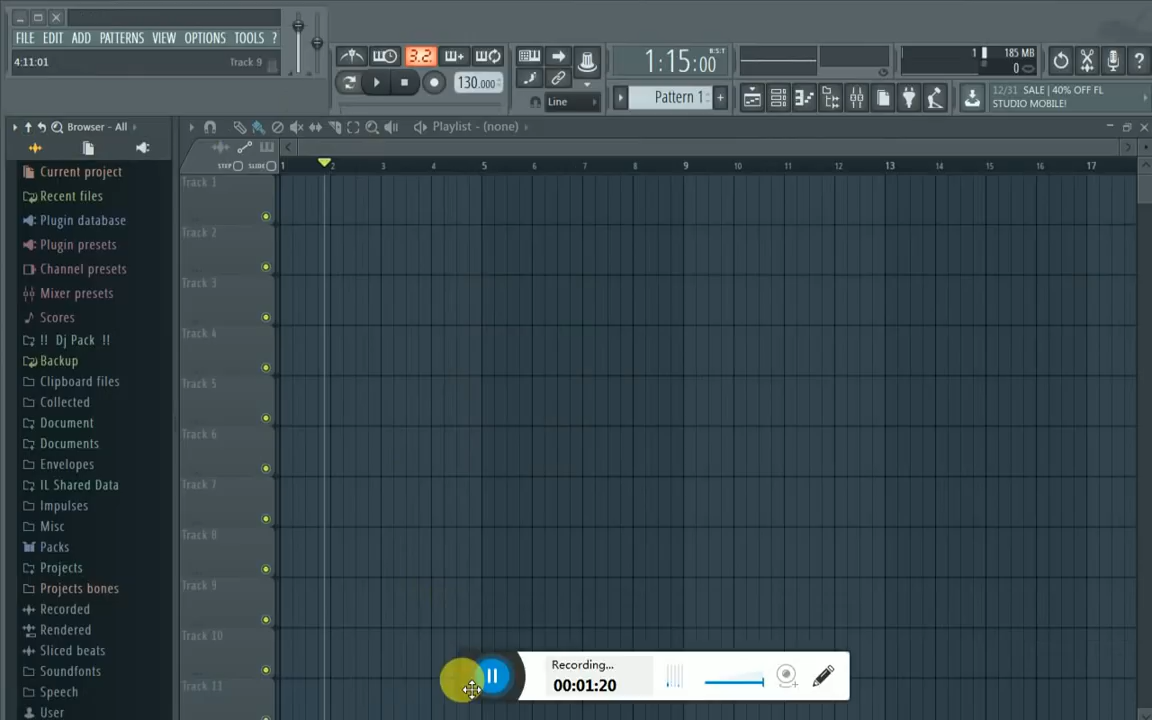 FILE EDIT ADD PATTERNS VIEW OPTIONS TOOLS ?
4:11:01 Track 9
3.2.
130.000
Line
1:15:00 B:S:T
Pattern 1 +
1 185 MB
0
12/31 SALE | 40% OFF FL
STUDIO MOBILE!
Browser - All
Playlist - (none)
STEP SLIDE
1 2 3 4 5 6 7 8 9 10 11 12 13 14 15 16 17
Current project
Recent files
Plugin database
Plugin presets
Channel presets
Mixer presets
Scores
!! Dj Pack !!
Backup
Clipboard files
Collected
Document
Documents
Envelopes
IL Shared Data
Impulses
Misc
Packs
Projects
Projects bones
Recorded
Rendered
Sliced beats
Soundfonts
Speech
User
Track 1
Track 2
Track 3
Track 4
Track 5
Track 6
Track 7
Track 8
Track 9
Track 10
Track 11
Recording...
00:01:20